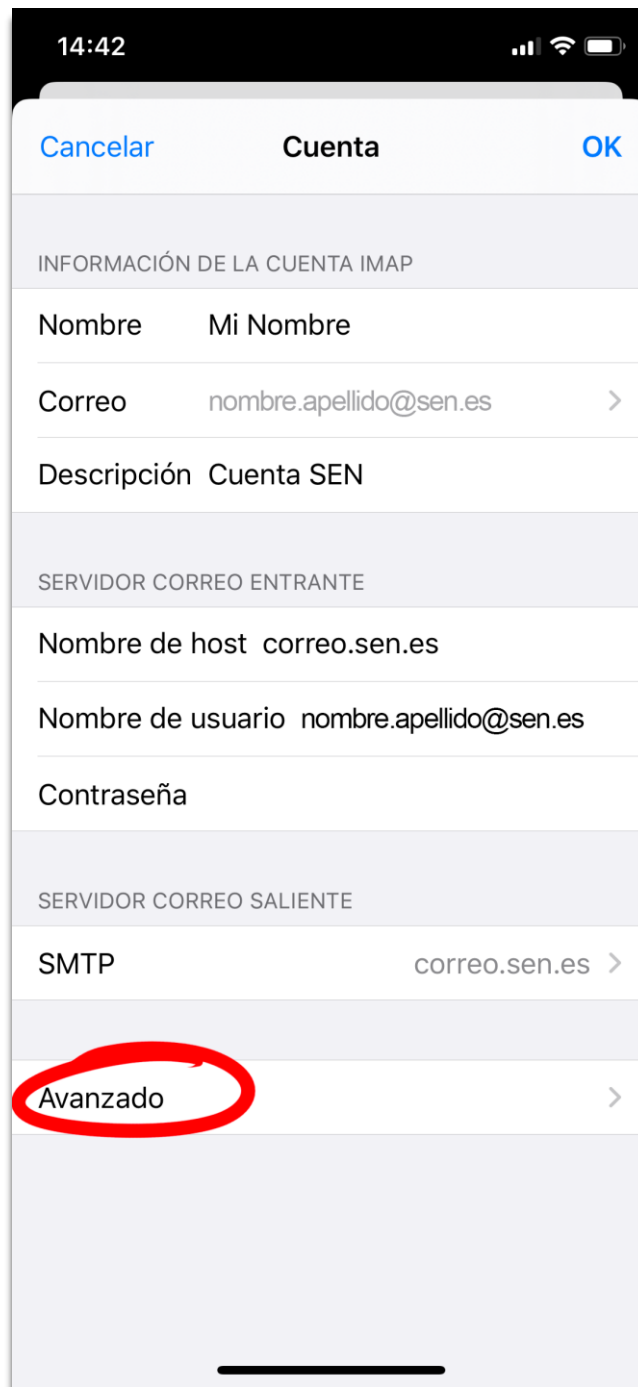 14:42
Cancelar Cuenta OK
INFORMACIÓN DE LA CUENTA IMAP
Nombre Mi Nombre
Correo nombre.apellido@sen.es
Descripción Cuenta SEN
SERVIDOR CORREO ENTRANTE
Nombre de host correo.sen.es
Nombre de usuario nombre.apellido@sen.es
Contraseña
SERVIDOR CORREO SALIENTE
SMTP correo.sen.es
Avanzado